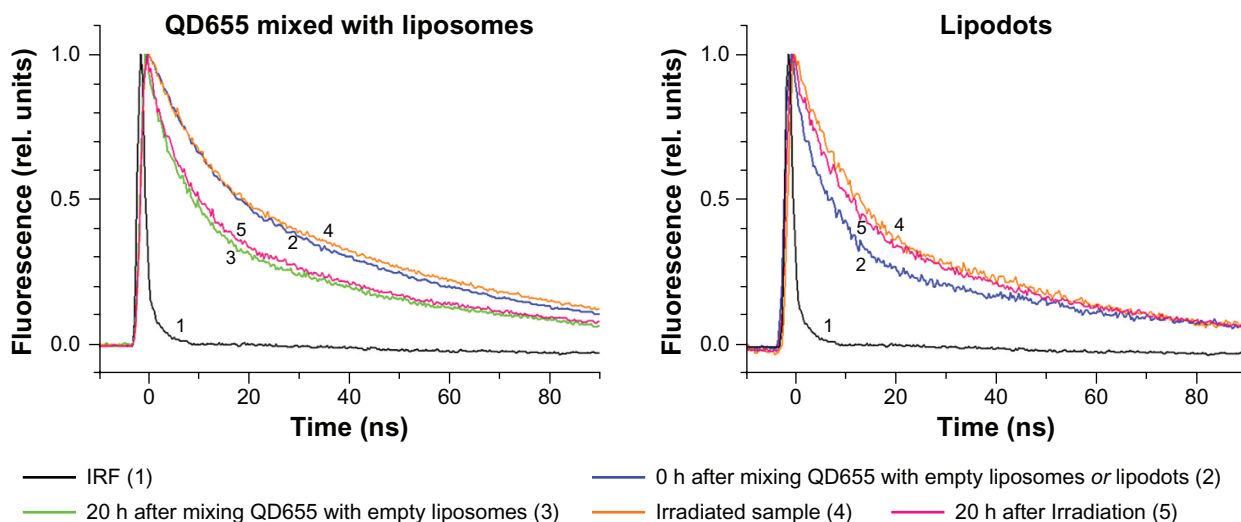 QD655 mixed with liposomes
Fluorescence (rel. units)
1.0
0.5
0.0
1
2
3
4
5
0 20 40 60 80
Time (ns)
Lipodots
Fluorescence (rel. units)
1.0
0.5
0.0
1
2
4
5
0 20 40 60 80
Time (ns)
IRF (1)
0 h after mixing QD655 with empty liposomes or lipodots (2)
20 h after mixing QD655 with empty liposomes (3)
Irradiated sample (4)
20 h after Irradiation (5)